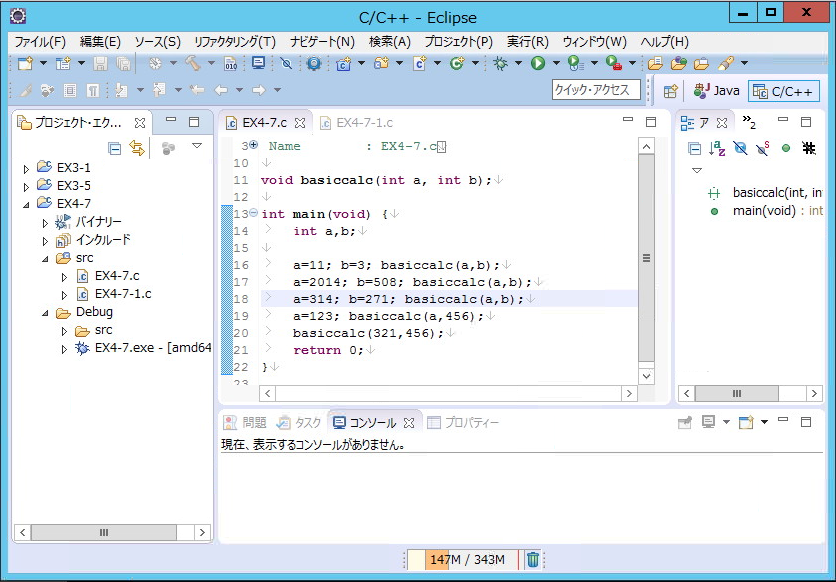 C/C++ - Eclipse
ファイル(F) 編集(E) ソース(S) リファクタリング(T) ナビゲート(N) 検索(A) プロジェクト(P) 実行(R) ウィンドウ(W) ヘルプ(H)
クイック・アクセス Java C/C++
プロジェクト・エク...
EX3-1
EX3-5
EX4-7
バイナリー
インクルード
src
EX4-7.c
EX4-7-1.c
Debug
src
EX4-7.exe - [amd64
EX4-7.c EX4-7-1.c
3 Name : EX4-7.c
10
11 void basiccalc(int a, int b);
12
13 int main(void) {
14 int a,b;
15
16 a=11; b=3; basiccalc(a,b);
17 a=2014; b=508; basiccalc(a,b);
18 a=314; b=271; basiccalc(a,b);
19 a=123; basiccalc(a,456);
20 basiccalc(321,456);
21 return 0;
22 }
23
ア »2
basiccalc(int, in
main(void) : int
問題 タスク コンソール プロパティー
現在、表示するコンソールがありません。
147M / 343M